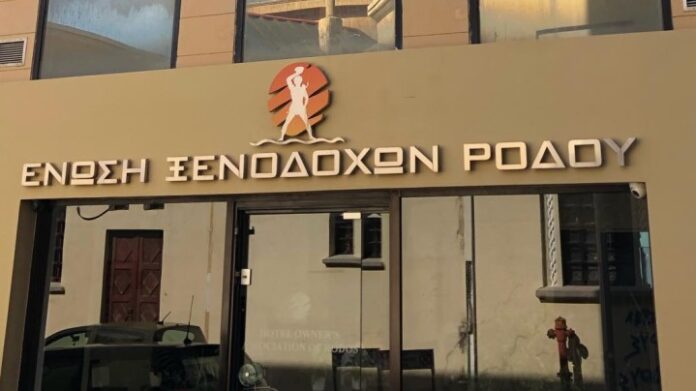 ΕΝΩΣΗ ΞΕΝΟΔΟΧΩΝ ΡΟΔΟΥ
HOTEL OWNER'S
ASSOCIATION OF RODOS